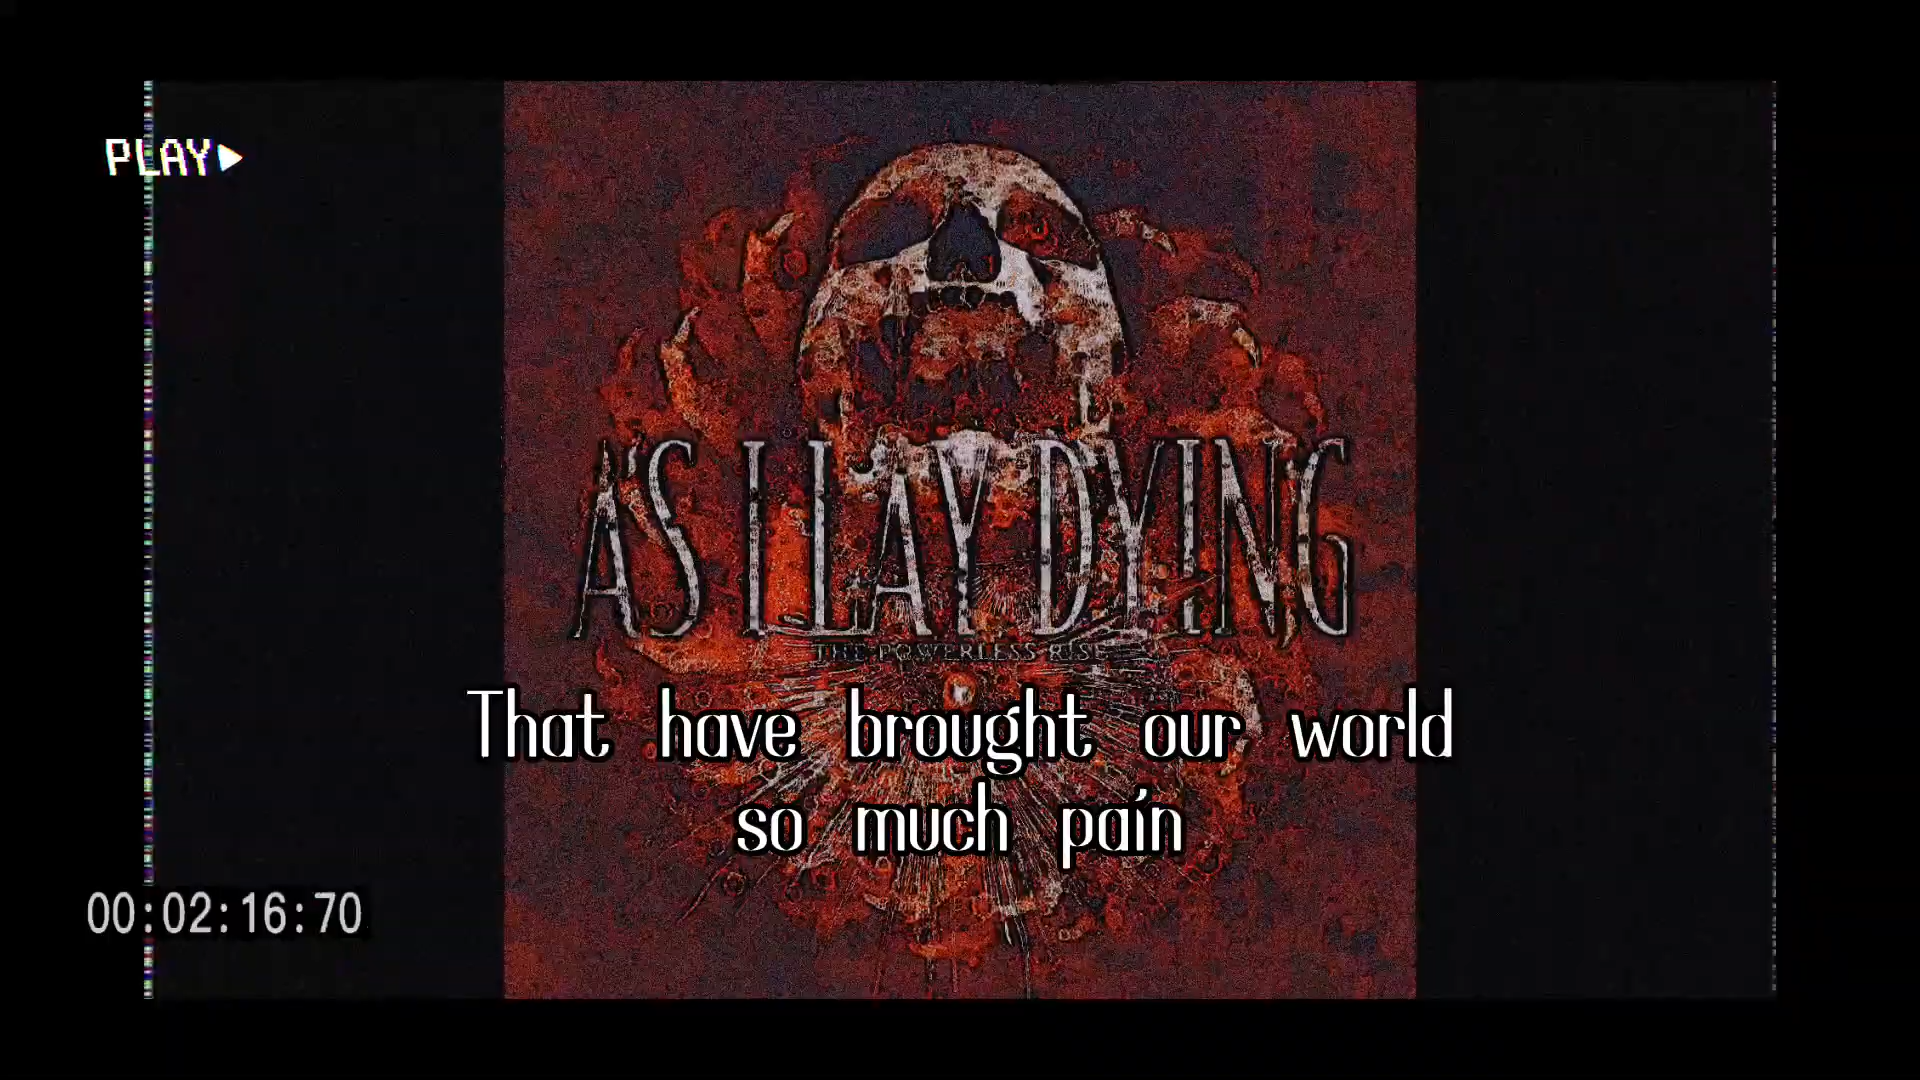 PLAY
AS I LAY DYING
THE POWERLESS RISE
That have brought our world
so much pain
00:02:16:70